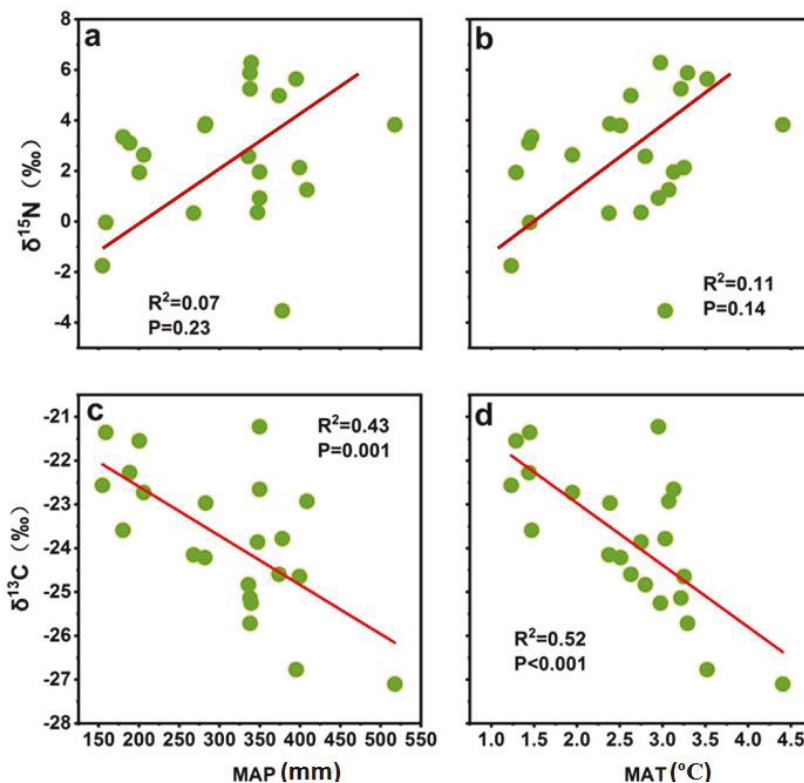 a
8
6
4
2
0
-2
-4
δ15N (‰)
R2=0.07
P=0.23
b
R2=0.11
P=0.14
c
-21
-22
-23
-24
-25
-26
-27
-28
δ13C (‰)
R2=0.43
P=0.001
150 200 250 300 350 400 450 500 550
MAP (mm)
d
R2=0.52
P<0.001
1.0 1.5 2.0 2.5 3.0 3.5 4.0 4.5
MAT (°C)